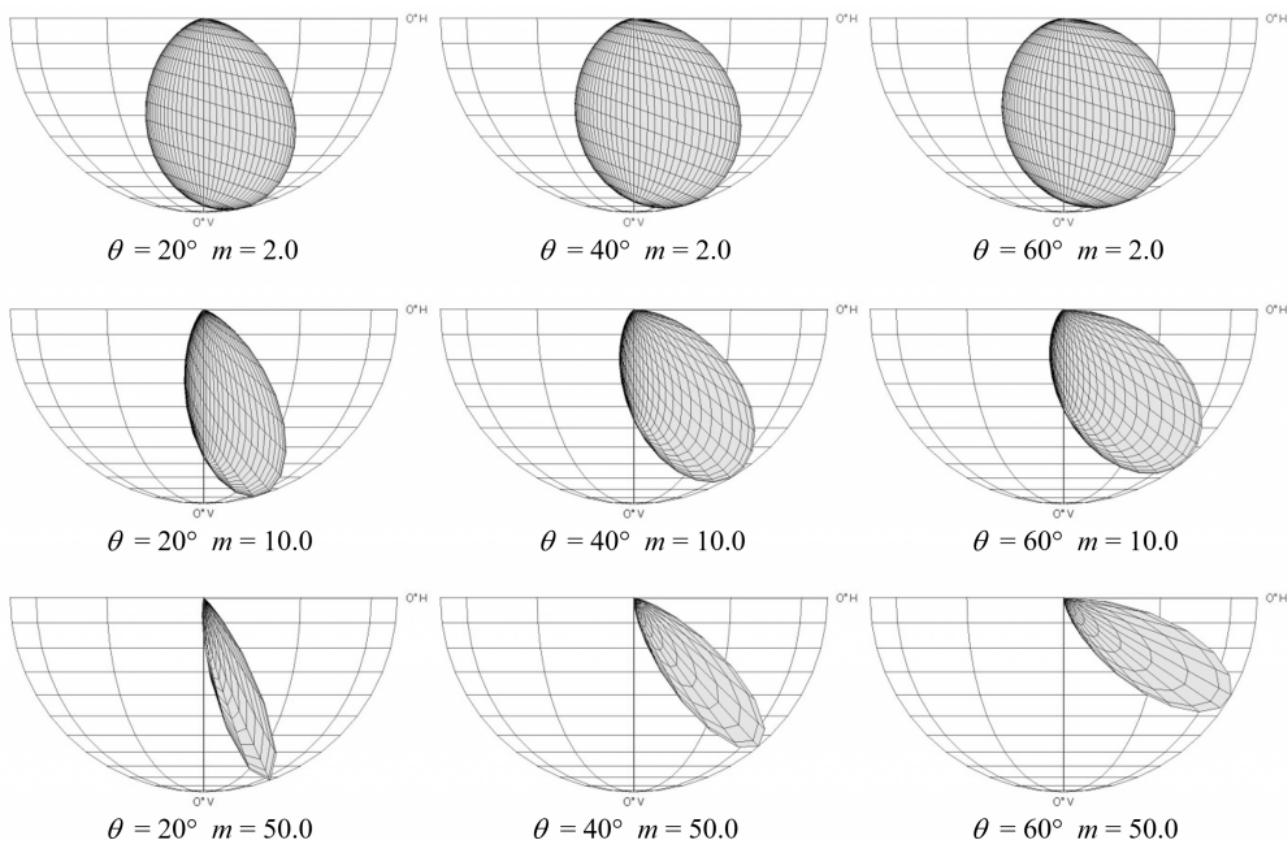 0°H 0°H 0°H
0°V 0°V 0°V
θ = 20° m = 2.0 θ = 40° m = 2.0 θ = 60° m = 2.0
0°H 0°H 0°H
0°V 0°V 0°V
θ = 20° m = 10.0 θ = 40° m = 10.0 θ = 60° m = 10.0
0°H 0°H 0°H
0°V 0°V 0°V
θ = 20° m = 50.0 θ = 40° m = 50.0 θ = 60° m = 50.0